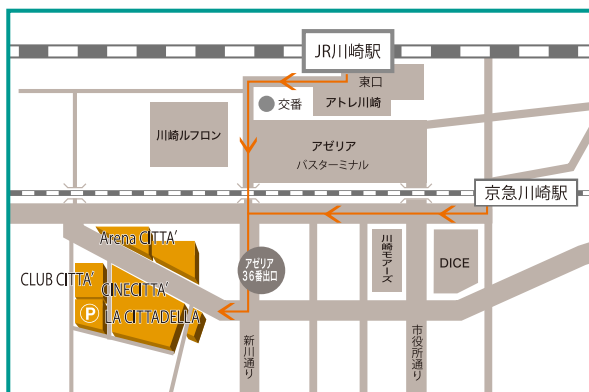 JR川崎駅
東口
交番
アトレ川崎
川崎ルフロン
アゼリア
バスターミナル
京急川崎駅
Arena CITTA'
川崎モアーズ
DICE
アゼリア
36番出口
CLUB CITTA'
CINECITTA'
P
LA CITTADELLA
新川通り
市役所通り